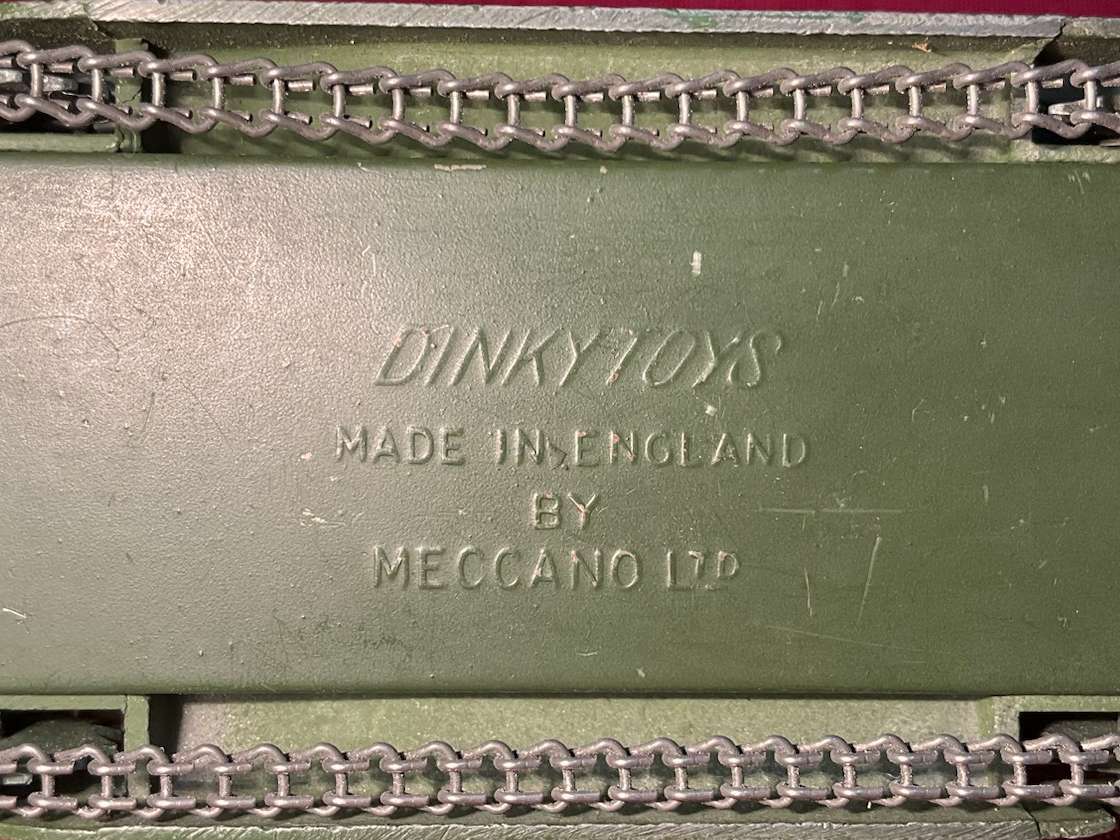 DINKY TOYS
MADE IN ENGLAND
BY
MECCANO LTD